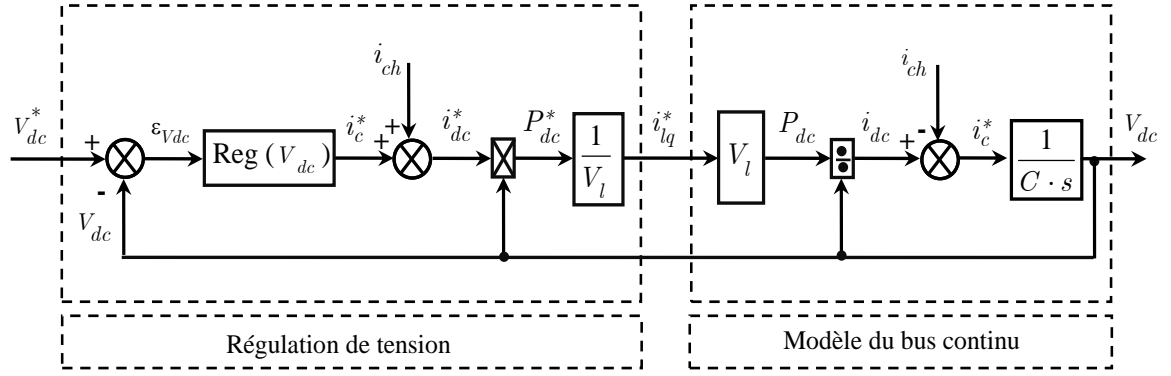 V*dc
+
-
Vdc
εVdc
Reg (Vdc)
i*c
+
+
ich
i*dc
P*dc
1
Vl
i*lq
Vl
Pdc
÷
idc
+
-
ich
i*c
1
C · s
Vdc
Régulation de tension
Modèle du bus continu